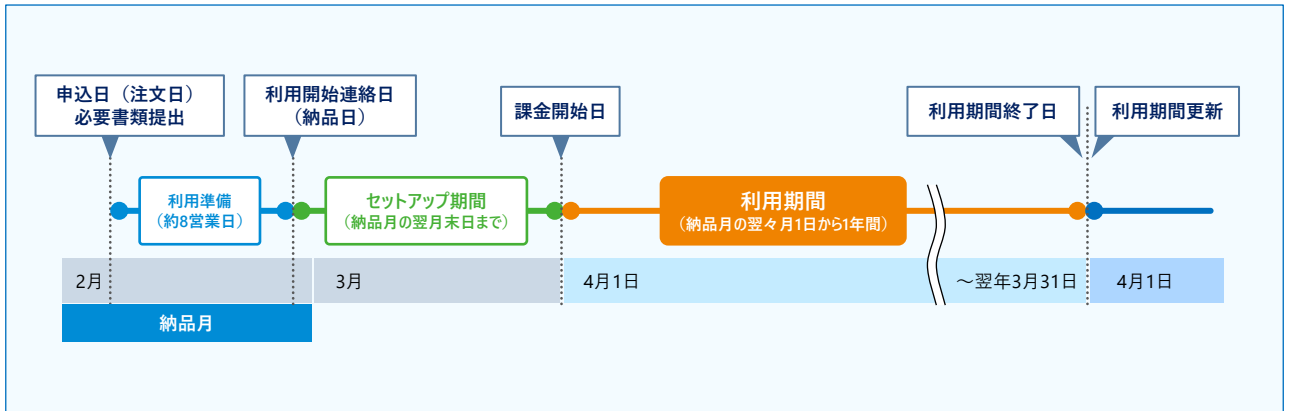 申込日（注文日）
必要書類提出
利用開始連絡日
（納品日）
課金開始日
利用期間終了日
利用期間更新
利用準備
（約8営業日）
セットアップ期間
（納品月の翌月末日まで）
利用期間
（納品月の翌々月1日から1年間）
2月
3月
4月1日
～翌年3月31日
4月1日
納品月